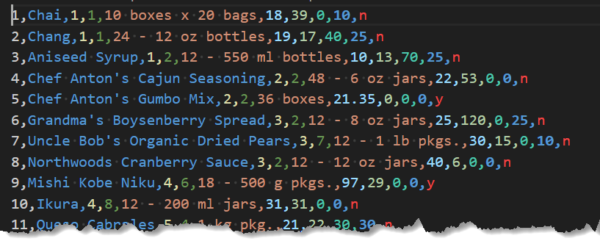 1,Chai,1,1,10 boxes x 20 bags,18,39,0,10,n
2,Chang,1,1,24 - 12 oz bottles,19,17,40,25,n
3,Aniseed Syrup,1,2,12 - 550 ml bottles,10,13,70,25,n
4,Chef Anton's Cajun Seasoning,2,2,48 - 6 oz jars,22,53,0,0,n
5,Chef Anton's Gumbo Mix,2,2,36 boxes,21.35,0,0,0,y
6,Grandma's Boysenberry Spread,3,2,12 - 8 oz jars,25,120,0,25,n
7,Uncle Bob's Organic Dried Pears,3,7,12 - 1 lb pkgs.,30,15,0,10,n
8,Northwoods Cranberry Sauce,3,2,12 - 12 oz jars,40,6,0,0,n
9,Mishi Kobe Niku,4,6,18 - 500 g pkgs.,97,29,0,0,y
10,Ikura,4,8,12 - 200 ml jars,31,31,0,0,n
11,Queso Cabrales,5,4,1 kg pkg.,21,22,30,30,n